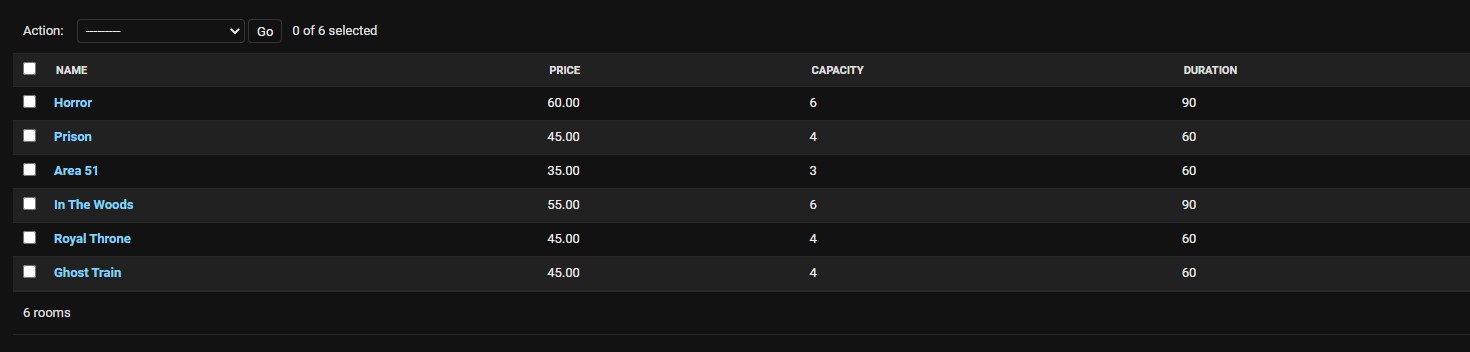 Action: --------- Go 0 of 6 selected
NAME PRICE CAPACITY DURATION
Horror 60.00 6 90
Prison 45.00 4 60
Area 51 35.00 3 60
In The Woods 55.00 6 90
Royal Throne 45.00 4 60
Ghost Train 45.00 4 60
6 rooms